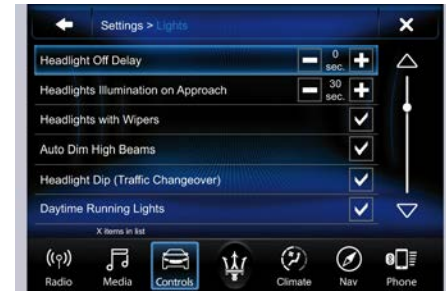 Settings > Lights
Headlight Off Delay
0
sec.
Headlights Illumination on Approach
30
sec.
Headlights with Wipers
Auto Dim High Beams
Headlight Dip (Traffic Changeover)
Daytime Running Lights
X items in list
Radio Media Controls Climate Nav Phone